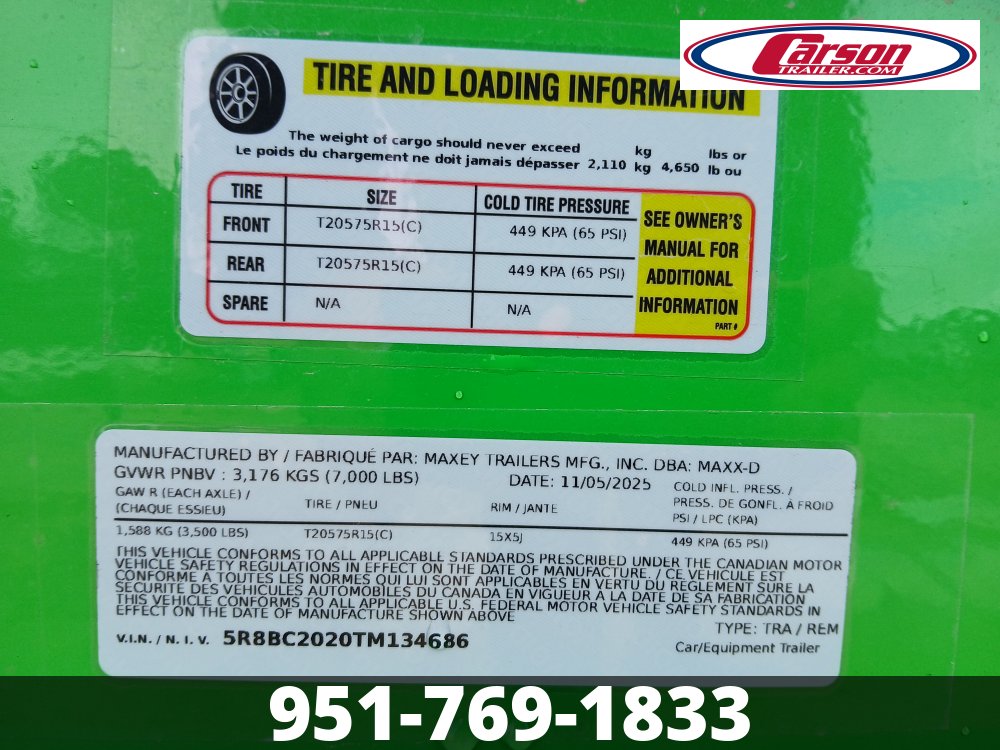 Carson
TRAILER.COM
TIRE AND LOADING INFORMATION
The weight of cargo should never exceed kg lbs or
Le poids du chargement ne doit jamais dépasser 2,110 kg 4,650 lb ou
TIRE SIZE COLD TIRE PRESSURE
FRONT T20575R15(C) 449 KPA (65 PSI)
REAR T20575R15(C) 449 KPA (65 PSI)
SPARE N/A N/A
SEE OWNER'S
MANUAL FOR
ADDITIONAL
INFORMATION
PART #
MANUFACTURED BY / FABRIQUÉ PAR: MAXEY TRAILERS MFG., INC. DBA: MAXX-D
GVWR PNBV : 3,176 KGS (7,000 LBS) DATE: 11/05/2025
GAW R (EACH AXLE) /
(CHAQUE ESSIEU)
TIRE / PNEU
RIM / JANTE
COLD INFL. PRESS. /
PRESS. DE GONFL. À FROID
PSI / LPC (KPA)
1,588 KG (3,500 LBS) T20575R15(C) 15X5J 449 KPA (65 PSI)
THIS VEHICLE CONFORMS TO ALL APPLICABLE STANDARDS PRESCRIBED UNDER THE CANADIAN MOTOR
VEHICLE SAFETY REGULATIONS IN EFFECT ON THE DATE OF MANUFACTURE. / CE VEHICULE EST
CONFORME A TOUTES LES NORMES QUI LUI SONT APPLICABLES EN VERTU DU REGLEMENT SURE LA
SECURITE DES VEHICULES AUTOMOBILES DU CANADA EN VIGUEUR A LA DATE DE SA FABRICATION
THIS VEHICLE CONFORMS TO ALL APPLICABLE U.S. FEDERAL MOTOR VEHICLE SAFETY STANDARDS IN
EFFECT ON THE DATE OF MANUFACTURE SHOWN ABOVE
V.I.N. / N. I. V. 5R8BC2020TM134686
TYPE: TRA / REM
Car/Equipment Trailer
951-769-1833